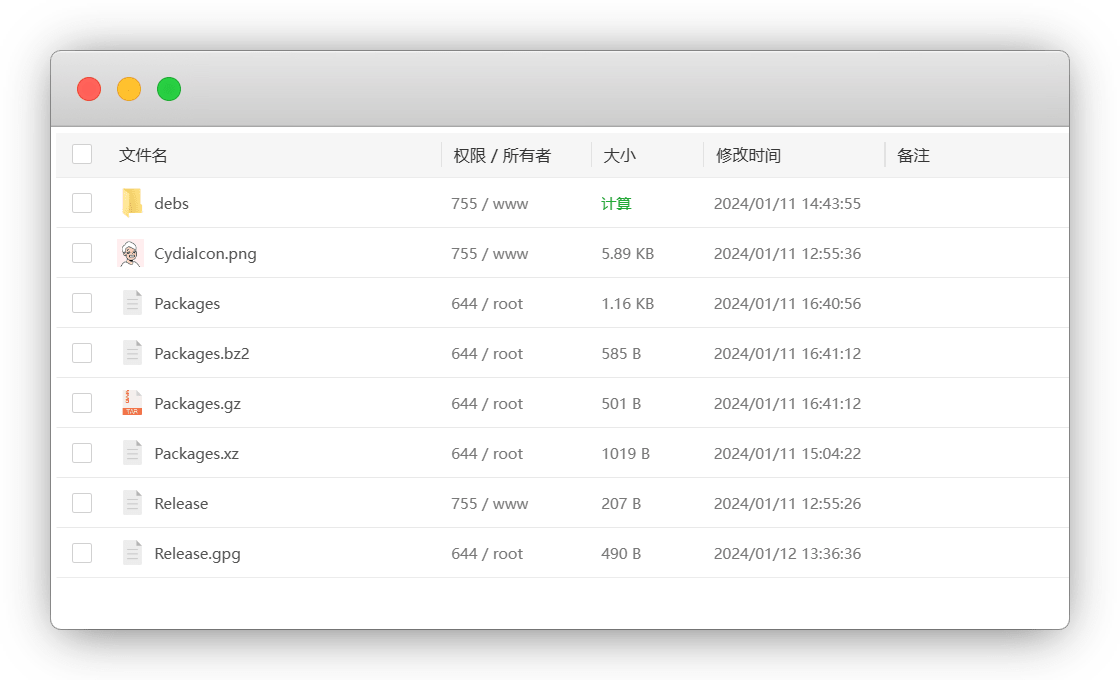 文件名 权限 / 所有者 大小 修改时间 备注
debs 755 / www 计算 2024/01/11 14:43:55
CydiaIcon.png 755 / www 5.89 KB 2024/01/11 12:55:36
Packages 644 / root 1.16 KB 2024/01/11 16:40:56
Packages.bz2 644 / root 585 B 2024/01/11 16:41:12
Packages.gz 644 / root 501 B 2024/01/11 16:41:12
Packages.xz 644 / root 1019 B 2024/01/11 15:04:22
Release 755 / www 207 B 2024/01/11 12:55:26
Release.gpg 644 / root 490 B 2024/01/12 13:36:36